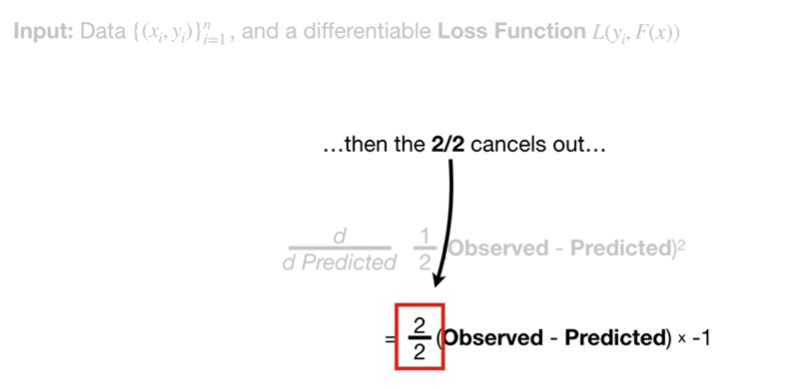 Input: Data {(xᵢ, yᵢ)}ⁿᵢ₌₁, and a differentiable Loss Function L(yᵢ, F(x))
…then the 2/2 cancels out…
d/d Predicted 1/2 (Observed - Predicted)²
= 2/2 (Observed - Predicted) × -1